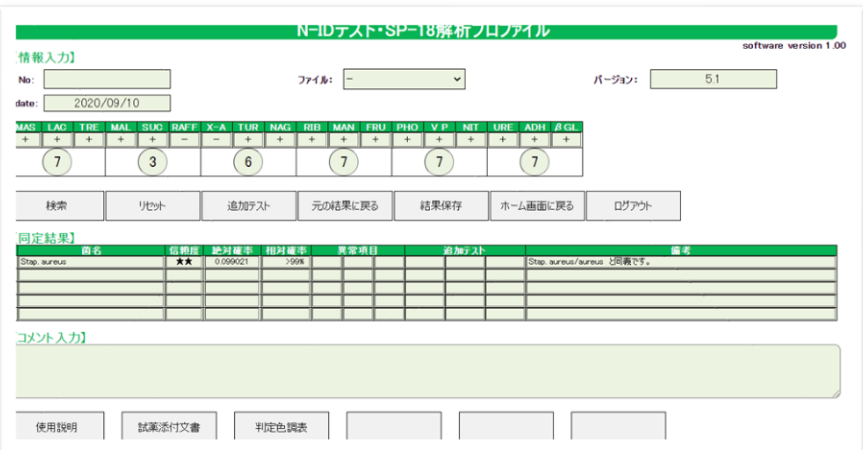 N-IDテスト・SP-18解析プロファイル
software version 1.00
情報入力】
No:
ファイル: -
バージョン: 5.1
date: 2020/09/10
MAS LAC TRE MAL SUC RAFF X-A TUR NAG RIB MAN FRU PHO V P NIT URE ADH β GL
+ + + + + - - + + + + + + + + + + +
7 3 6 7 7 7
検索 リセット 追加テスト 元の結果に戻る 結果保存 ホーム画面に戻る ログアウト
同定結果】
菌名 信頼度 絶対確率 相対確率 異常項目 追加テスト 備考
Stap. aureus ★★ 0.099021 >99% Stap. aureus/aureus と同義です。
コメント入力】
使用説明 試薬添付文書 判定色調表